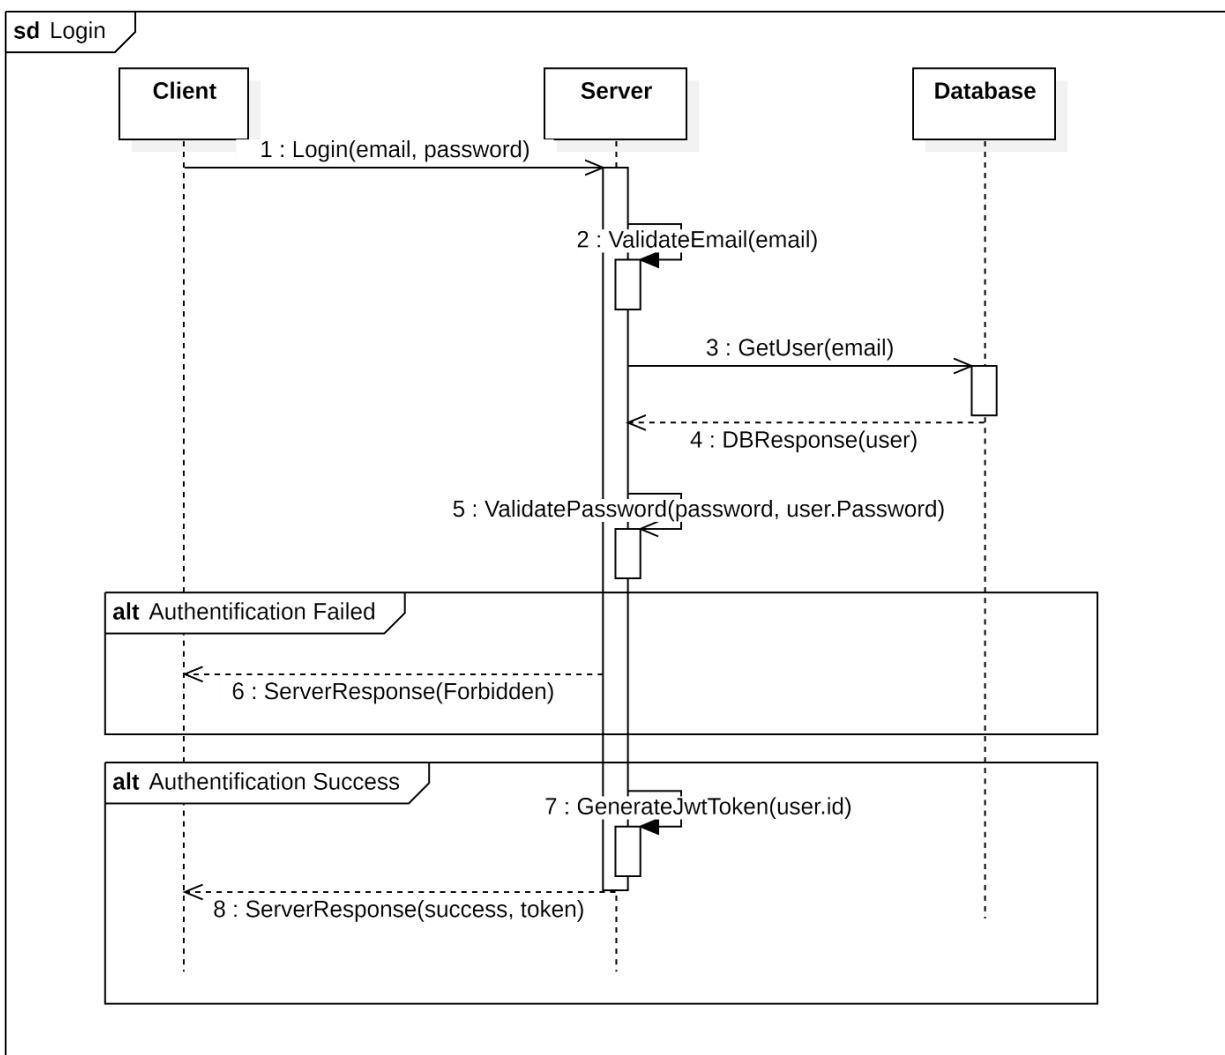 sd Login
Client
Server
Database
1 : Login(email, password)
2 : ValidateEmail(email)
3 : GetUser(email)
4 : DBResponse(user)
5 : ValidatePassword(password, user.Password)
alt Authentification Failed
6 : ServerResponse(Forbidden)
alt Authentification Success
7 : GenerateJwtToken(user.id)
8 : ServerResponse(success, token)